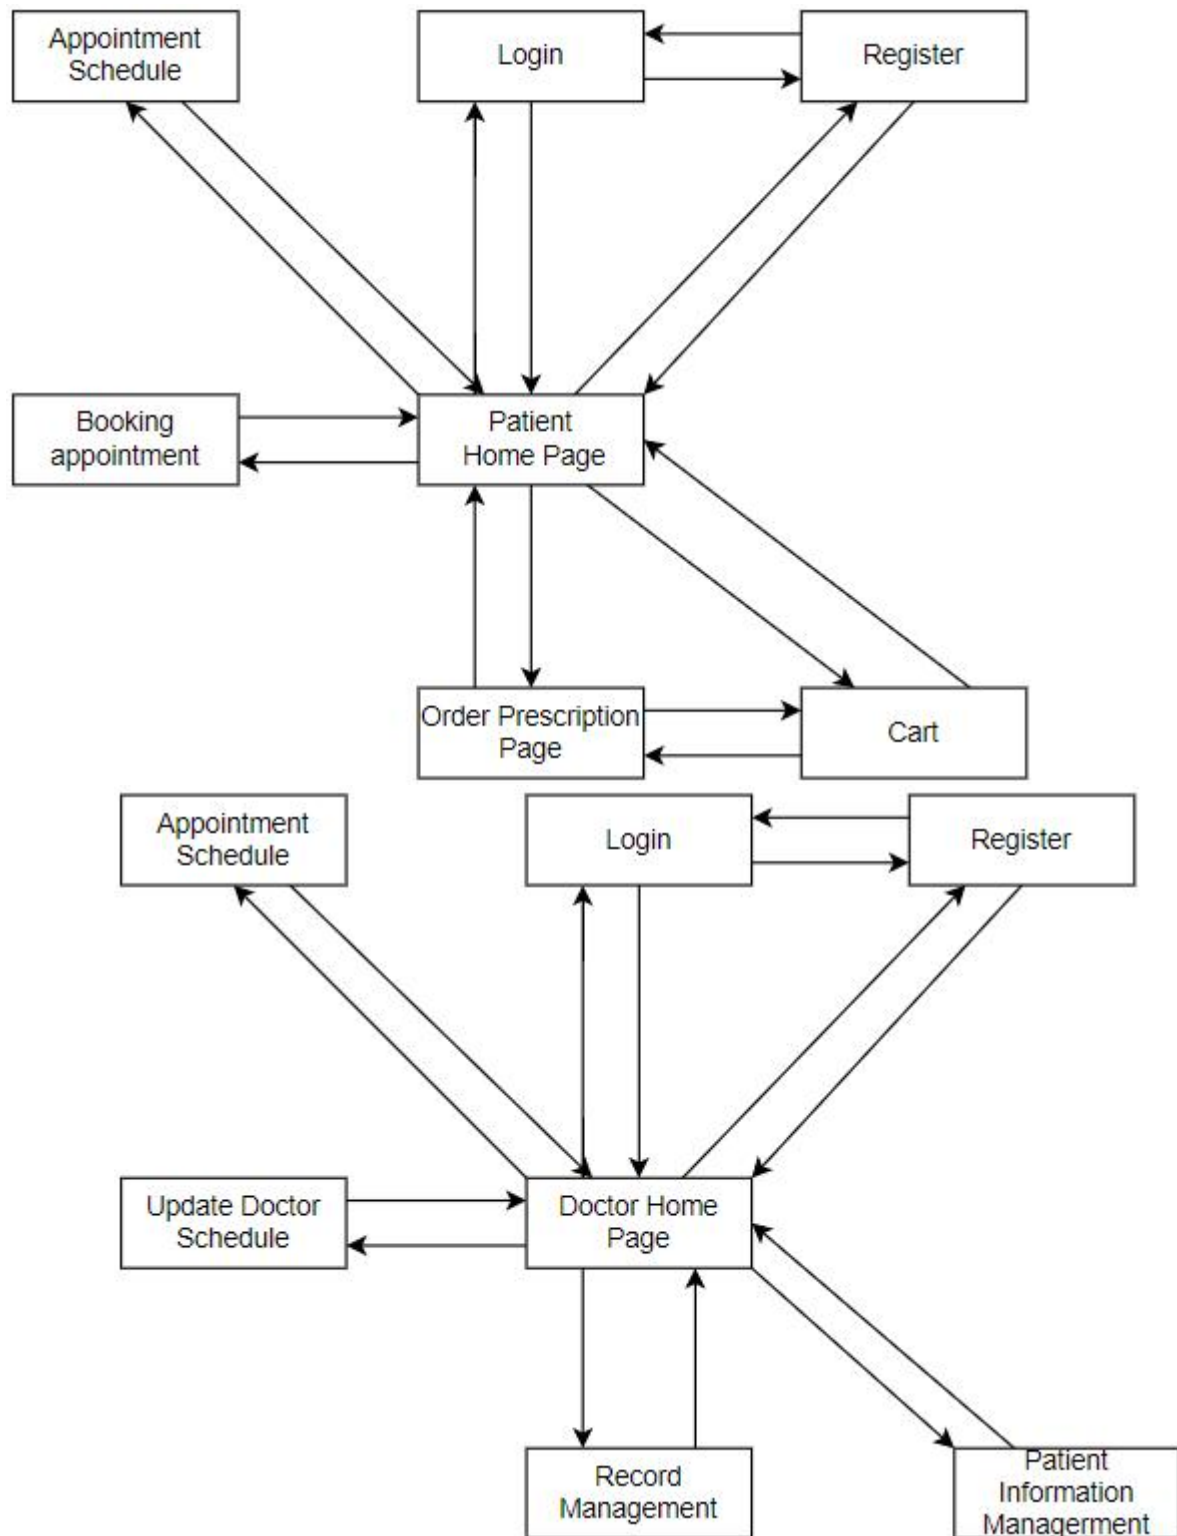 Appointment
Schedule
Login
Register
Booking
appointment
Patient
Home Page
Order Prescription
Page
Cart
Appointment
Schedule
Login
Register
Update Doctor
Schedule
Doctor Home
Page
Record
Management
Patient
Information
Managerment